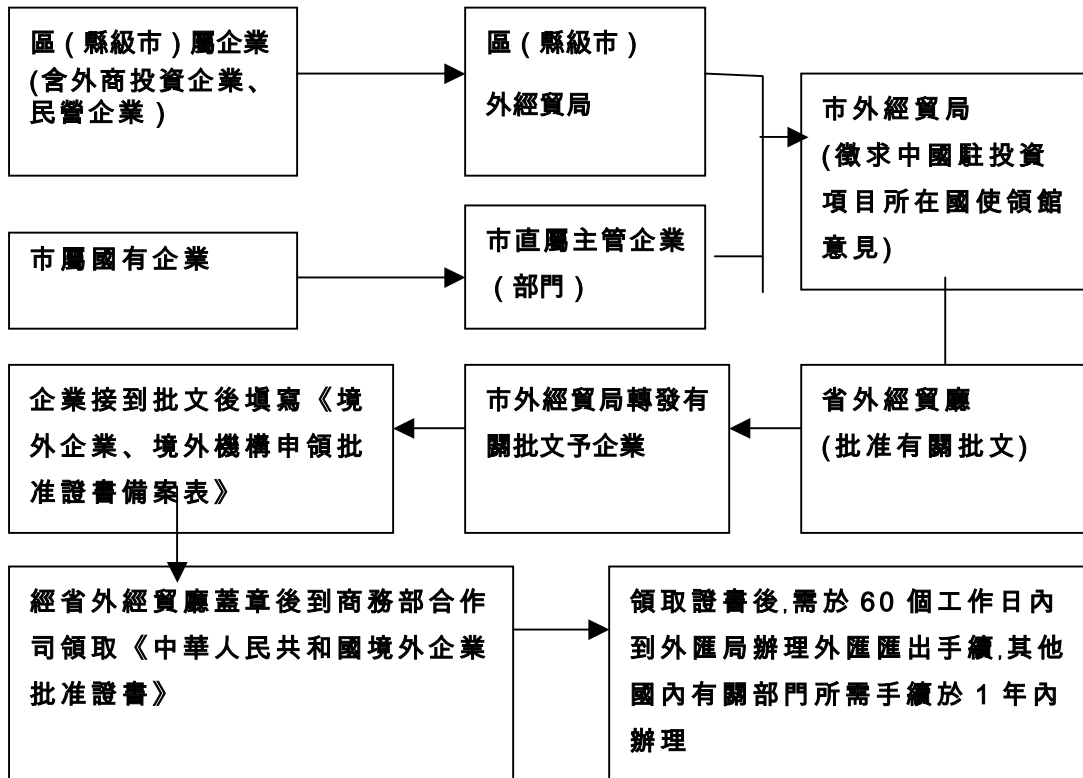 區（縣級市）屬企業
(含外商投資企業、
民營企業）
區（縣級市）
外經貿局
市外經貿局
(徵求中國駐投資
項目所在國使領館
意見)
市屬國有企業
市直屬主管企業
（部門）
企業接到批文後填寫《境
外企業、境外機構申領批
准證書備案表》
市外經貿局轉發有
關批文予企業
省外經貿廳
(批准有關批文)
經省外經貿廳蓋章後到商務部合作
司領取《中華人民共和國境外企業
批准證書》
領取證書後,需於 60 個工作日內
到外匯局辦理外匯匯出手續,其他
國內有關部門所需手續於 1 年內
辦理